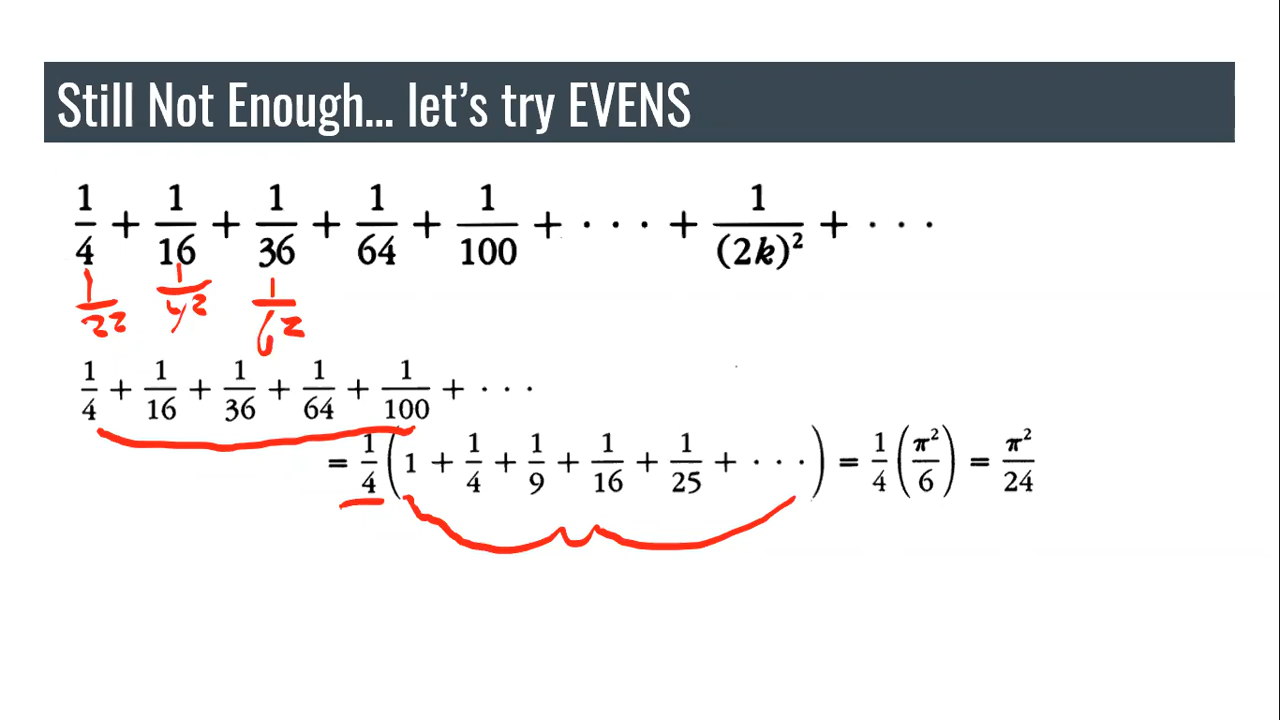 Still Not Enough... let's try EVENS
1/4 + 1/16 + 1/36 + 1/64 + 1/100 + · · · + 1/(2k)² + · · ·
1/2² 1/4² 1/6²
1/4 + 1/16 + 1/36 + 1/64 + 1/100 + · · ·
= 1/4 (1 + 1/4 + 1/9 + 1/16 + 1/25 + · · ·) = 1/4 (π²/6) = π²/24